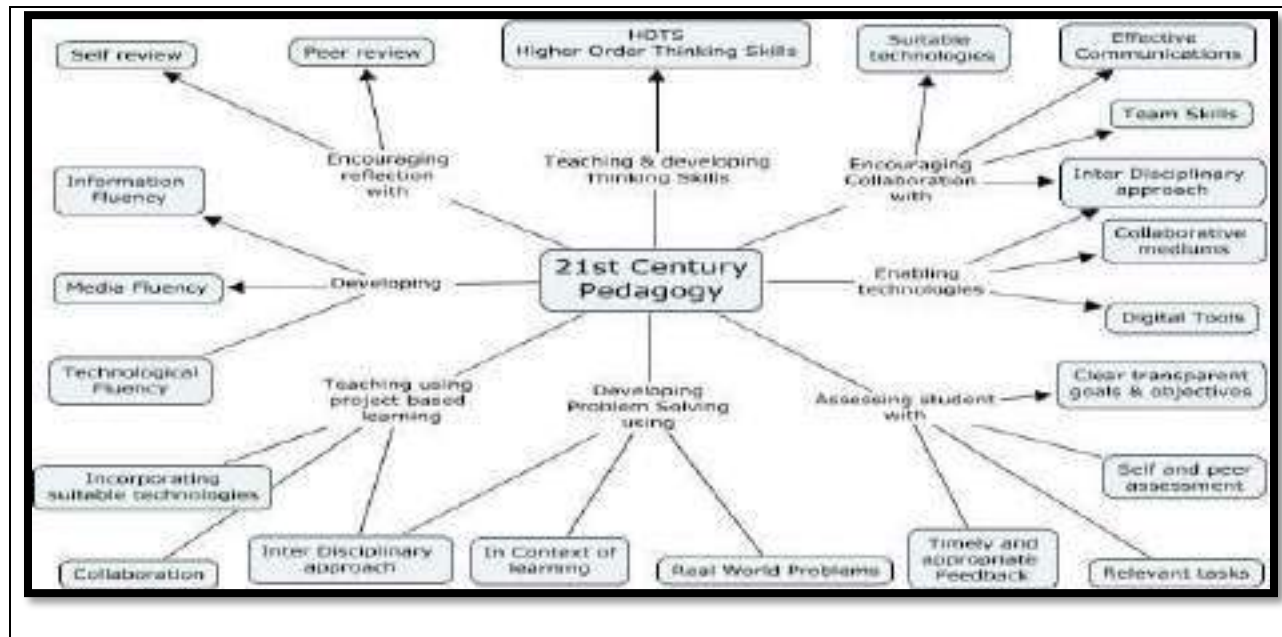 HOTS
Higher Order Thinking Skills
Self review
Peer review
Suitable
technologies
Effective
Communications
Team Skills
Encouraging
reflection
with
Teaching & developing
Thinking Skills
Encouraging
Collaboration
with
Inter Disciplinary
approach
Information
Fluency
Collaborative
mediums
21st Century
Pedagogy
Developing
Enabling
technologies
Media Fluency
Digital Tools
Technological
Fluency
Teaching using
project based
learning
Developing
Problem Solving
using
Assessing student
with
Clear transparent
goals & objectives
Incorporating
suitable technologies
Self and peer
assessment
Collaboration
Inter Disciplinary
approach
In Context of
learning
Real World Problems
Timely and
appropriate
Feedback
Relevant tasks